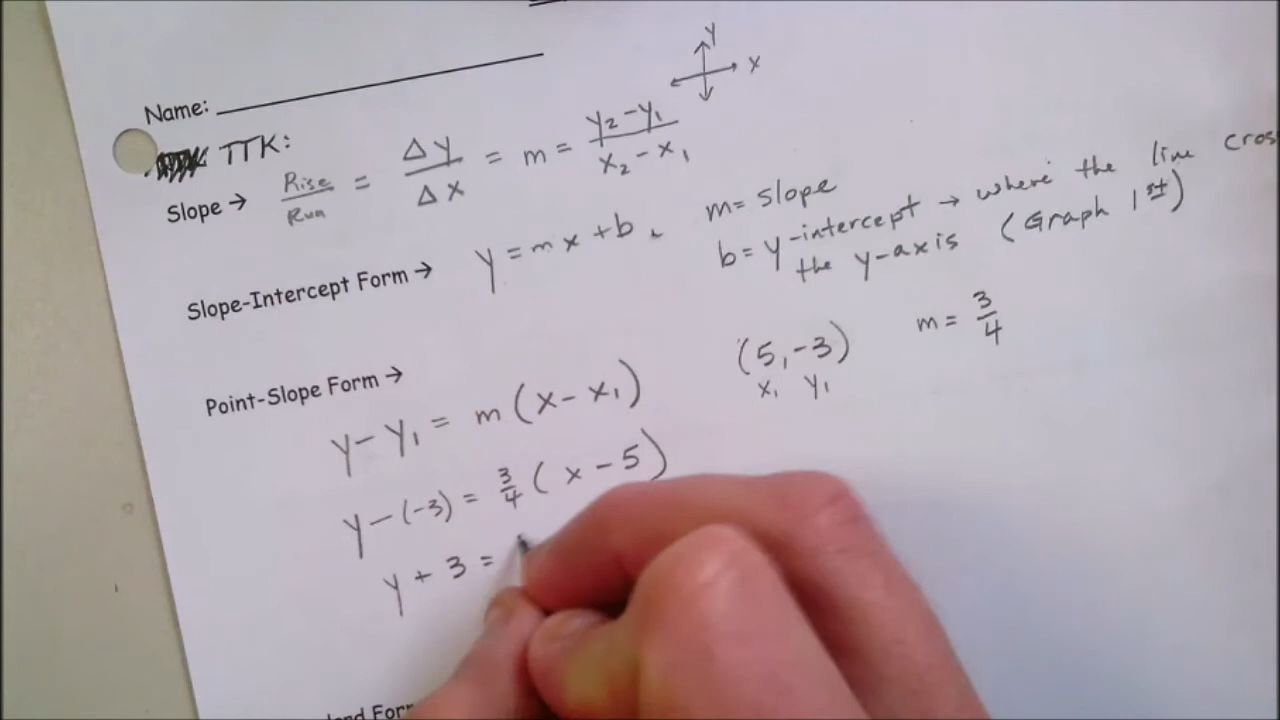 Name:
Y
X
TTK:
Slope → Rise/Run = Δy/Δx = m = y₂-y₁/x₂-x₁
Slope-Intercept Form → y = mx + b, m = slope
b = y-intercept → where the line
the y-axis (Graph 1st)
Point-Slope Form → (5,-3) m = 3/4
x₁ y₁
y - y₁ = m(x - x₁)
y - (-3) = 3/4 (x - 5)
y + 3 =
Form